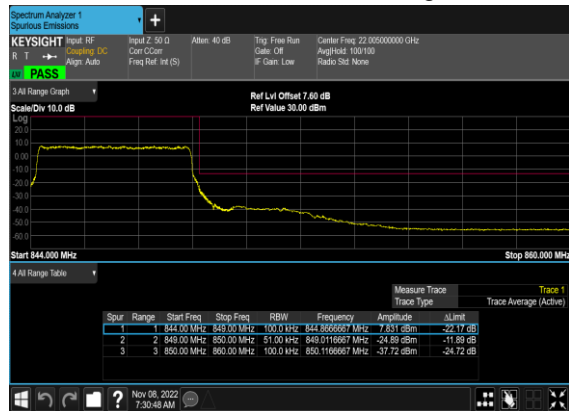 Spectrum Analyzer 1
Spurious Emissions
+
KEYSIGHT Input: RF Input Z: 50 Ω Atten: 40 dB Trig: Free Run Center Freq: 22.005000000 GHz
R T Coupling: DC Corr CCorr Gate: Off Avg|Hold: 100/100
Align: Auto Freq Ref: Int (S) IF Gain: Low Radio Std: None
PASS
3 All Range Graph
Ref Lvl Offset 7.60 dB
Scale/Div 10.0 dB Ref Value 30.00 dBm
Log
20.0
10.0
0.00
-10.0
-20.0
-30.0
-40.0
-50.0
-60.0
Start 844.000 MHz Stop 860.000 MHz
4 All Range Table
Measure Trace Trace 1
Trace Type Trace Average (Active)
Spur Range Start Freq Stop Freq RBW Frequency Amplitude ΔLimit
1 1 844.00 MHz 849.00 MHz 100.0 kHz 844.8666667 MHz 7.831 dBm -22.17 dB
2 2 849.00 MHz 850.00 MHz 51.00 kHz 849.0116667 MHz -24.89 dBm -11.89 dB
3 3 850.00 MHz 860.00 MHz 100.0 kHz 850.1166667 MHz -37.72 dBm -24.72 dB
? Nov 08, 2022
7:30:48 AM